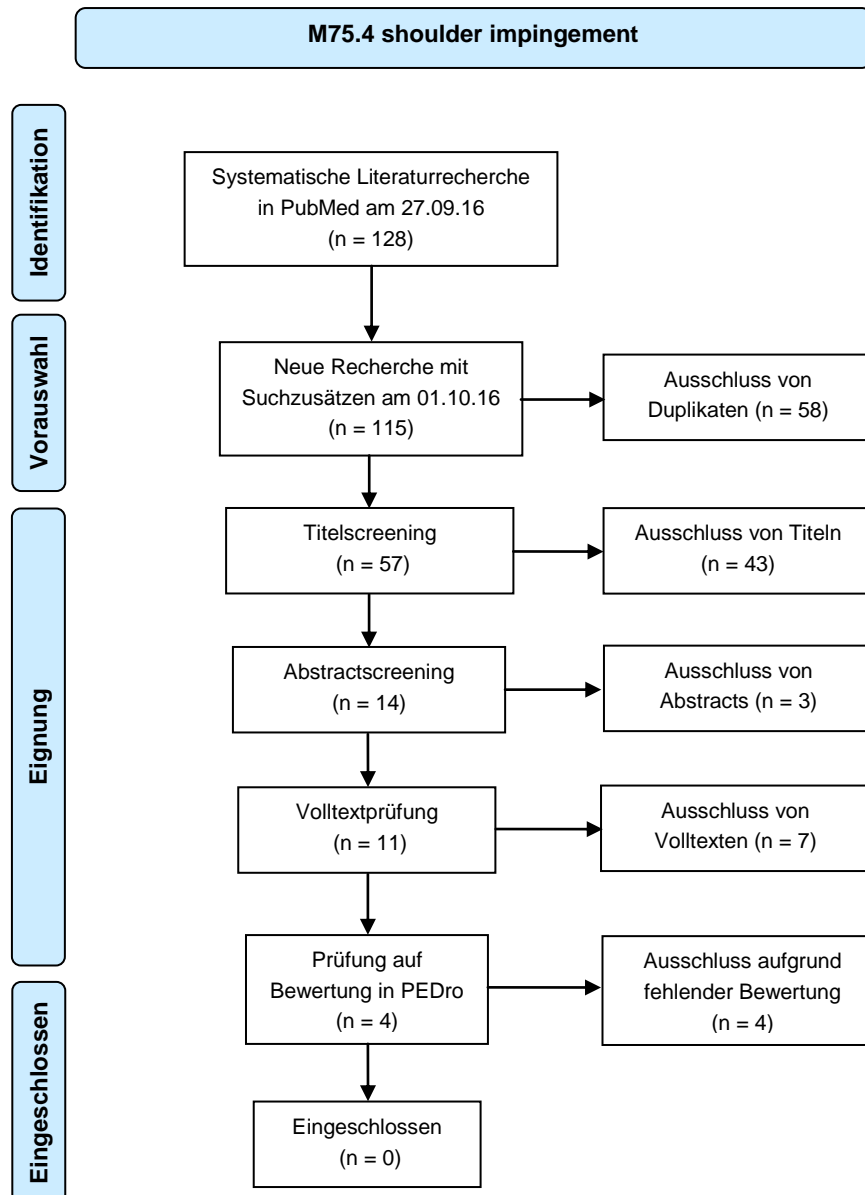 M75.4 shoulder impingement
Identifikation
Systematische Literaturrecherche
in PubMed am 27.09.16
(n = 128)
Vorauswahl
Neue Recherche mit
Suchzusätzen am 01.10.16
(n = 115)
Ausschluss von
Duplikaten (n = 58)
Eignung
Titelscreening
(n = 57)
Ausschluss von Titeln
(n = 43)
Abstractscreening
(n = 14)
Ausschluss von
Abstracts (n = 3)
Volltextprüfung
(n = 11)
Ausschluss von
Volltexten (n = 7)
Prüfung auf
Bewertung in PEDro
(n = 4)
Ausschluss aufgrund
fehlender Bewertung
(n = 4)
Eingeschlossen
Eingeschlossen
(n = 0)